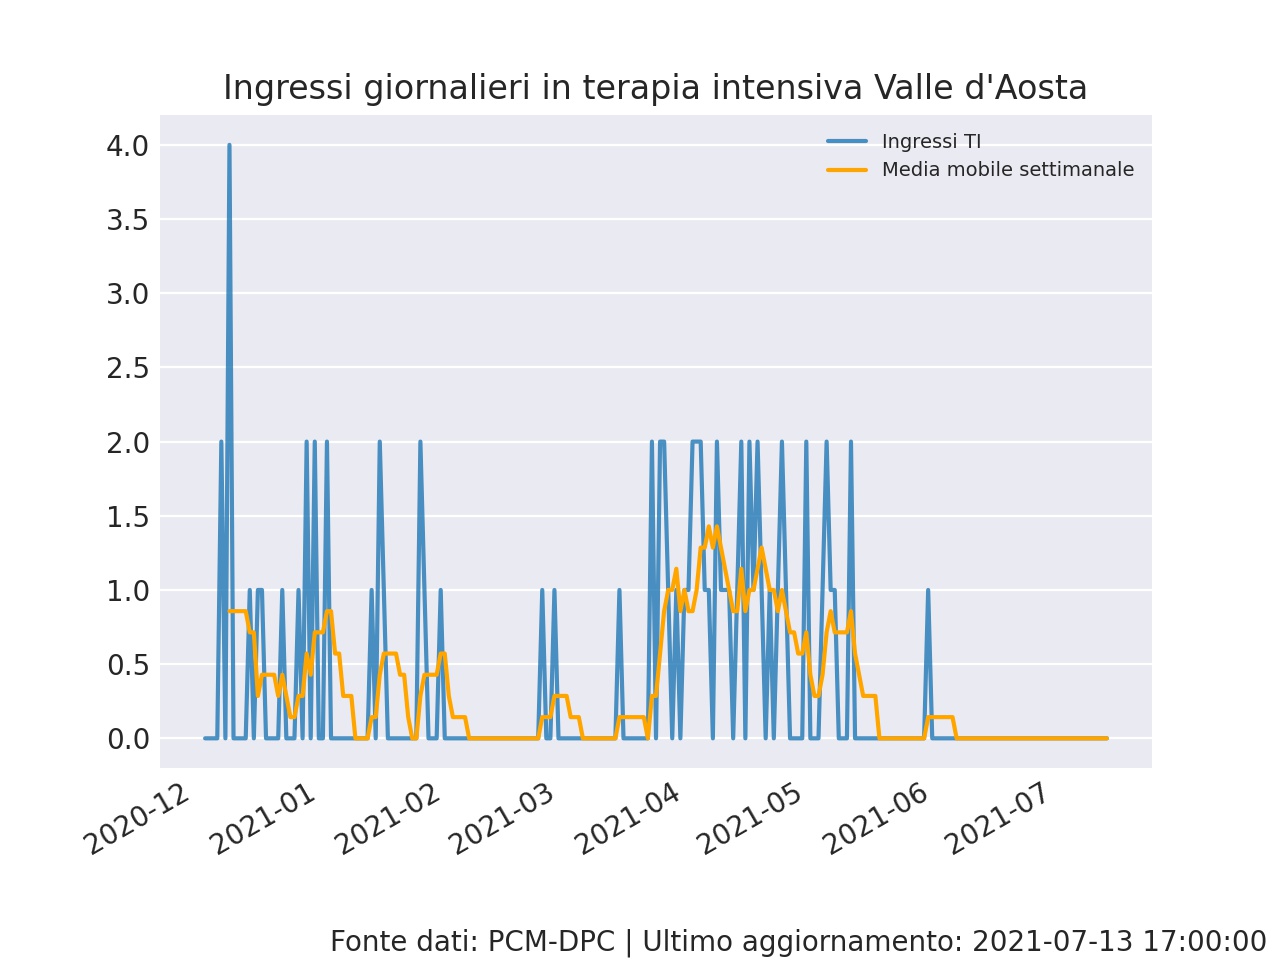 Ingressi giornalieri in terapia intensiva Valle d'Aosta
Ingressi TI
Media mobile settimanale
4.0
3.5
3.0
2.5
2.0
1.5
1.0
0.5
0.0
2020-12 2021-01 2021-02 2021-03 2021-04 2021-05 2021-06 2021-07
Fonte dati: PCM-DPC | Ultimo aggiornamento: 2021-07-13 17:00:00